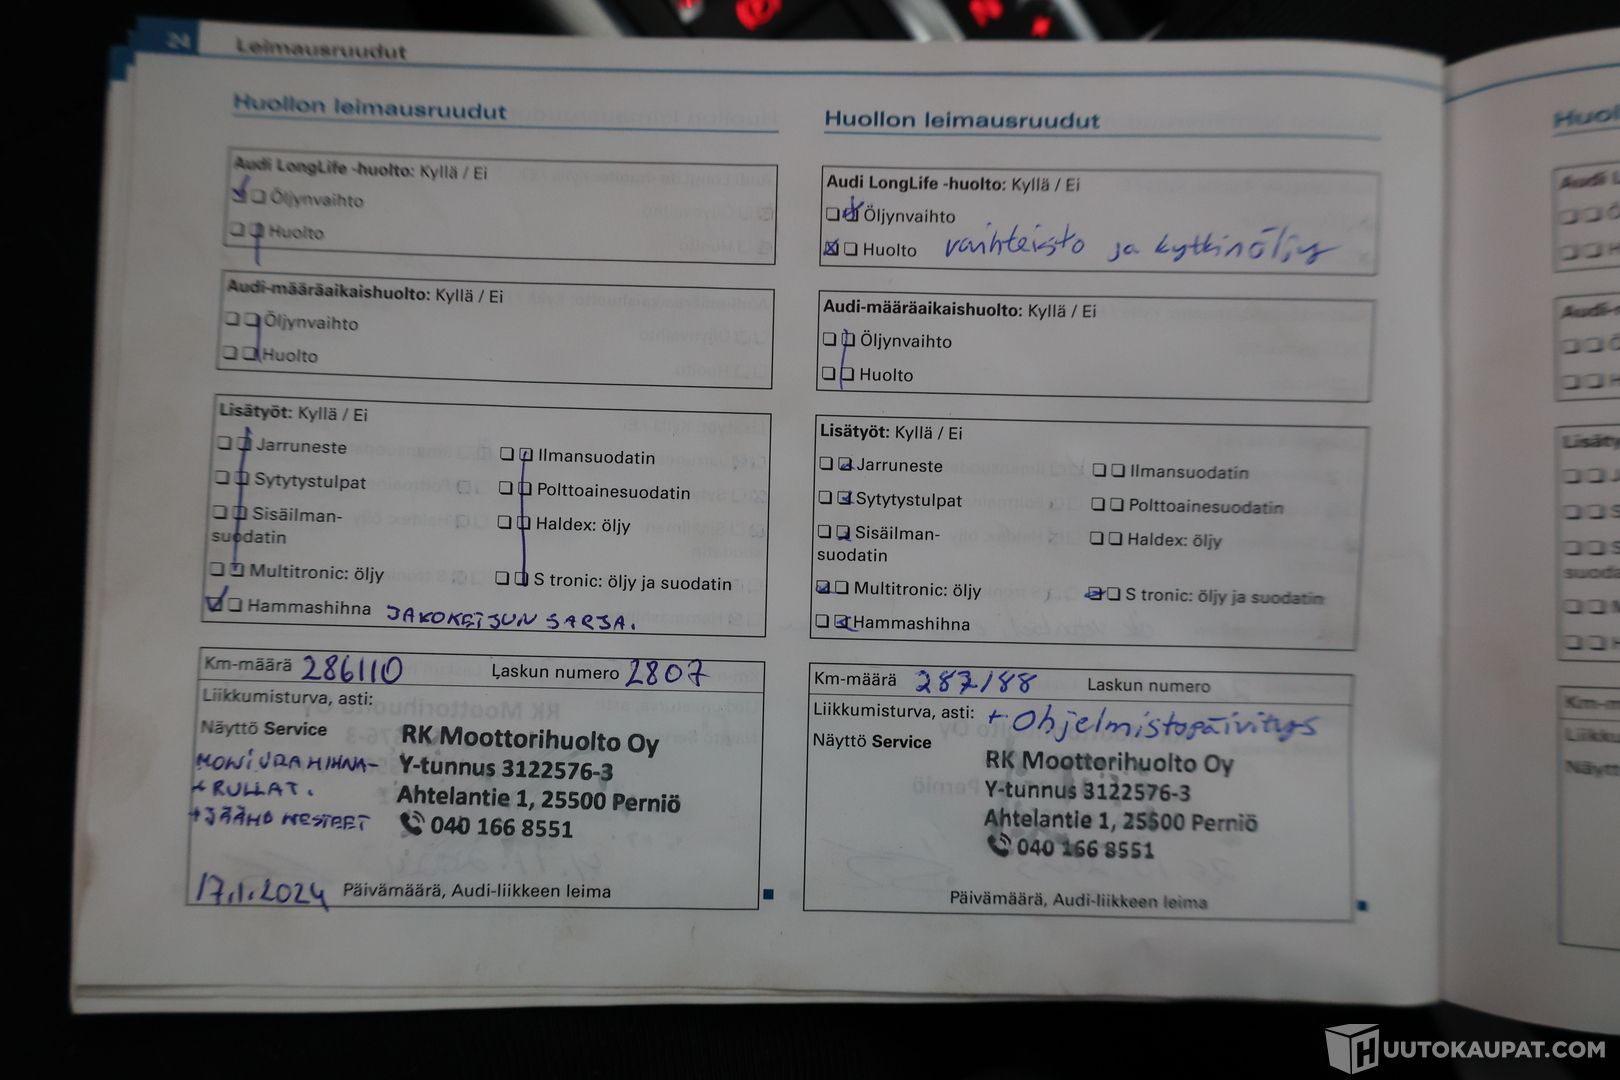 24 Leimausruudut
Huollon leimausruudut
Audi LongLife -huolto: Kyllä / Ei
Öljynvaihto
Huolto
Audi-määräaikaishuolto: Kyllä / Ei
Öljynvaihto
Huolto
Lisätyöt: Kyllä / Ei
Jarruneste
Ilmansuodatin
Sytytystulpat
Polttoainesuodatin
Sisäilman-
suodatin
Haldex: öljy
Multitronic: öljy
S tronic: öljy ja suodatin
Hammashihna JAKOKETJUN SARJA.
Km-määrä 286110 Laskun numero 2807
Liikkumisturva, asti:
Näyttö Service
MONIURAHIHNA-
+ RULLAT.
+JÄÄHDNESTEET
RK Moottorihuolto Oy
Y-tunnus 3122576-3
Ahtelantie 1, 25500 Perniö
040 166 8551
17.1.2024 Päivämäärä, Audi-liikkeen leima
Huollon leimausruudut
Audi LongLife -huolto: Kyllä / Ei
Öljynvaihto
Huolto vaihteisto ja kytkinöljy
Audi-määräaikaishuolto: Kyllä / Ei
Öljynvaihto
Huolto
Lisätyöt: Kyllä / Ei
Jarruneste
Ilmansuodatin
Sytytystulpat
Polttoainesuodatin
Sisäilman-
suodatin
Haldex: öljy
Multitronic: öljy
S tronic: öljy ja suodatin
Hammashihna
Km-määrä 287188 Laskun numero
Liikkumisturva, asti: + Ohjelmistopäivitys
Näyttö Service
RK Moottorihuolto Oy
Y-tunnus 3122576-3
Ahtelantie 1, 25500 Perniö
040 166 8551
Päivämäärä, Audi-liikkeen leima
HUUTOKAUPAT.COM